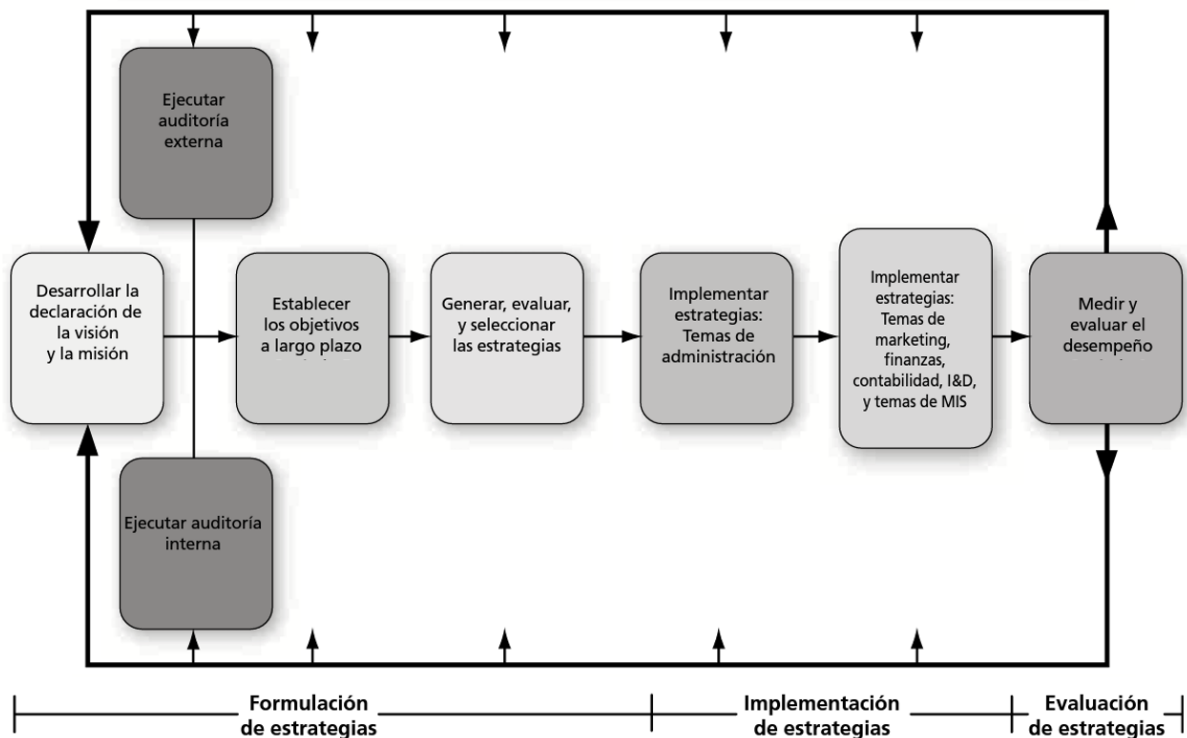 Ejecutar
auditoría
externa
Desarrollar la
declaración de
la visión
y la misión
Establecer
los objetivos
a largo plazo
Generar, evaluar,
y seleccionar
las estrategias
Implementar
estrategias:
Temas de
administración
Implementar
estrategias:
Temas de
marketing,
finanzas,
contabilidad, I&D,
y temas de MIS
Medir y
evaluar el
desempeño
Ejecutar auditoría
interna
Formulación
de estrategias
Implementación
de estrategias
Evaluación
de estrategias